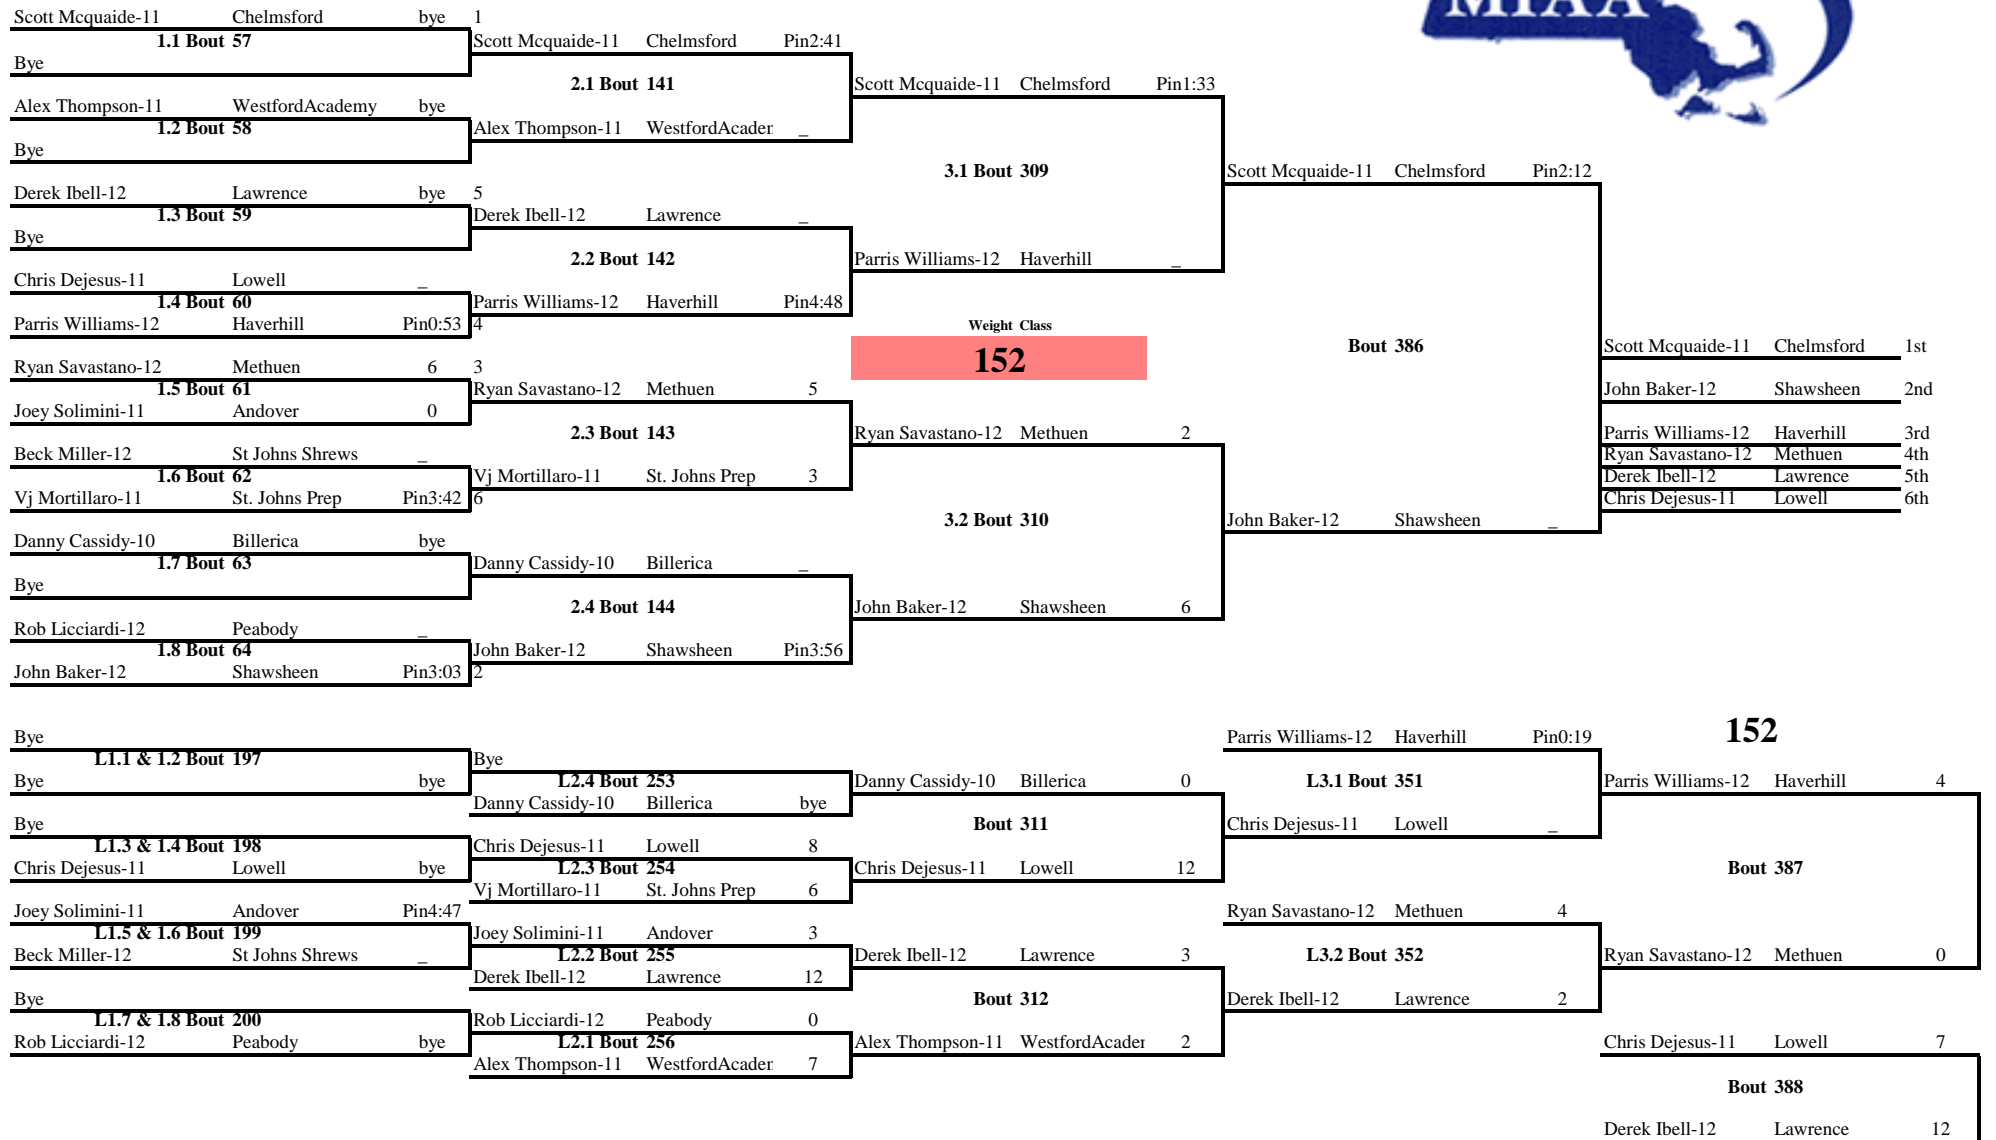 MIAA
Scott Mcquaide-11 Chelmsford bye 1
1.1 Bout 57
Bye
Alex Thompson-11 WestfordAcademy bye
1.2 Bout 58
Bye
Derek Ibell-12 Lawrence bye 5
1.3 Bout 59
Bye
Chris Dejesus-11 Lowell _
1.4 Bout 60
Parris Williams-12 Haverhill Pin0:53 4
Ryan Savastano-12 Methuen 6 3
1.5 Bout 61
Joey Solimini-11 Andover 0
Beck Miller-12 St Johns Shrews _
1.6 Bout 62
Vj Mortillaro-11 St. Johns Prep Pin3:42 6
Danny Cassidy-10 Billerica bye
1.7 Bout 63
Bye
Rob Licciardi-12 Peabody _
1.8 Bout 64
John Baker-12 Shawsheen Pin3:03 2
Scott Mcquaide-11 Chelmsford Pin2:41
2.1 Bout 141
Alex Thompson-11 WestfordAcader _
Derek Ibell-12 Lawrence _
2.2 Bout 142
Parris Williams-12 Haverhill Pin4:48
Ryan Savastano-12 Methuen 5
2.3 Bout 143
Vj Mortillaro-11 St. Johns Prep 3
Danny Cassidy-10 Billerica _
2.4 Bout 144
John Baker-12 Shawsheen Pin3:56
Scott Mcquaide-11 Chelmsford Pin1:33
3.1 Bout 309
Parris Williams-12 Haverhill _
Weight Class
152
Ryan Savastano-12 Methuen 2
3.2 Bout 310
John Baker-12 Shawsheen 6
Scott Mcquaide-11 Chelmsford Pin2:12
Bout 386
John Baker-12 Shawsheen _
Scott Mcquaide-11 Chelmsford 1st
John Baker-12 Shawsheen 2nd
Parris Williams-12 Haverhill 3rd
Ryan Savastano-12 Methuen 4th
Derek Ibell-12 Lawrence 5th
Chris Dejesus-11 Lowell 6th
Bye
L1.1 & 1.2 Bout 197
Bye bye
Bye
L1.3 & 1.4 Bout 198
Chris Dejesus-11 Lowell bye
Joey Solimini-11 Andover Pin4:47
L1.5 & 1.6 Bout 199
Beck Miller-12 St Johns Shrews _
Bye
L1.7 & 1.8 Bout 200
Rob Licciardi-12 Peabody bye
Bye
L2.4 Bout 253
Danny Cassidy-10 Billerica bye
Chris Dejesus-11 Lowell 8
L2.3 Bout 254
Vj Mortillaro-11 St. Johns Prep 6
Joey Solimini-11 Andover 3
L2.2 Bout 255
Derek Ibell-12 Lawrence 12
Rob Licciardi-12 Peabody 0
L2.1 Bout 256
Alex Thompson-11 WestfordAcader 7
Danny Cassidy-10 Billerica 0
Bout 311
Chris Dejesus-11 Lowell 12
Derek Ibell-12 Lawrence 3
Bout 312
Alex Thompson-11 WestfordAcader 2
Parris Williams-12 Haverhill Pin0:19
L3.1 Bout 351
Chris Dejesus-11 Lowell _
Ryan Savastano-12 Methuen 4
L3.2 Bout 352
Derek Ibell-12 Lawrence 2
152
Parris Williams-12 Haverhill 4
Bout 387
Ryan Savastano-12 Methuen 0
Chris Dejesus-11 Lowell 7
Bout 388
Derek Ibell-12 Lawrence 12